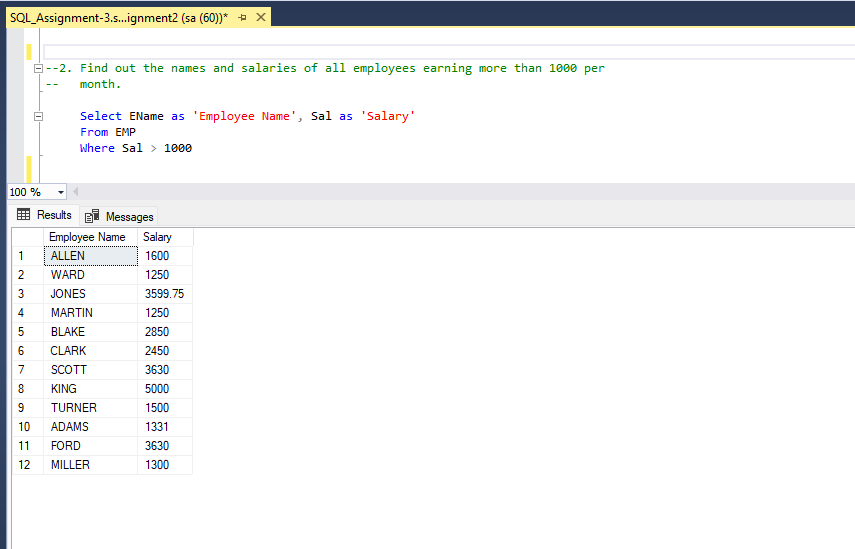 SQL_Assignment-3.s...ignment2 (sa (60))*
--2. Find out the names and salaries of all employees earning more than 1000 per
-- month.
Select EName as 'Employee Name', Sal as 'Salary'
From EMP
Where Sal > 1000
100 %
Results Messages
Employee Name Salary
1 ALLEN 1600
2 WARD 1250
3 JONES 3599.75
4 MARTIN 1250
5 BLAKE 2850
6 CLARK 2450
7 SCOTT 3630
8 KING 5000
9 TURNER 1500
10 ADAMS 1331
11 FORD 3630
12 MILLER 1300